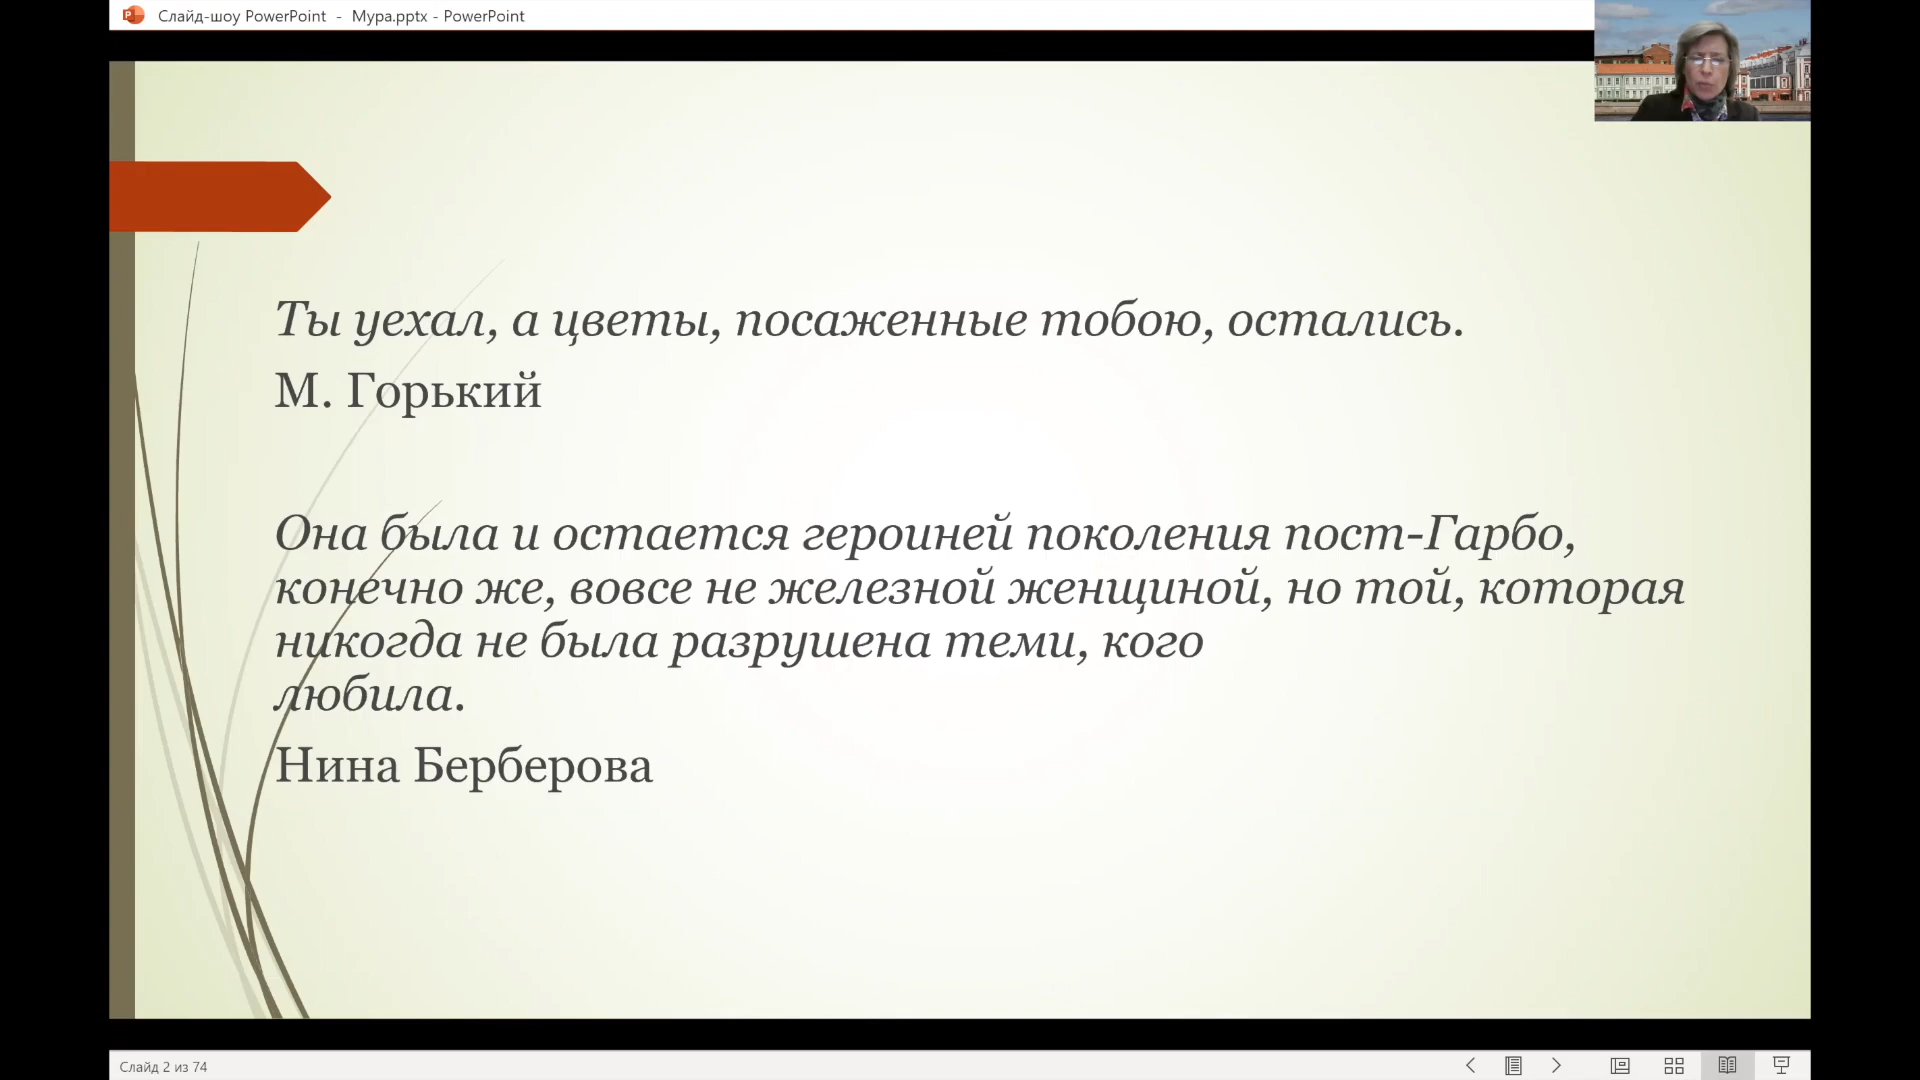 Слайд-шоу PowerPoint - Мура.pptx - PowerPoint
Ты уехал, а цветы, посаженные тобою, остались.
М. Горький
Она была и остается героиней поколения пост-Гарбо,
конечно же, вовсе не железной женщиной, но той, которая
никогда не была разрушена теми, кого
любила.
Нина Берберова
Слайд 2 из 74